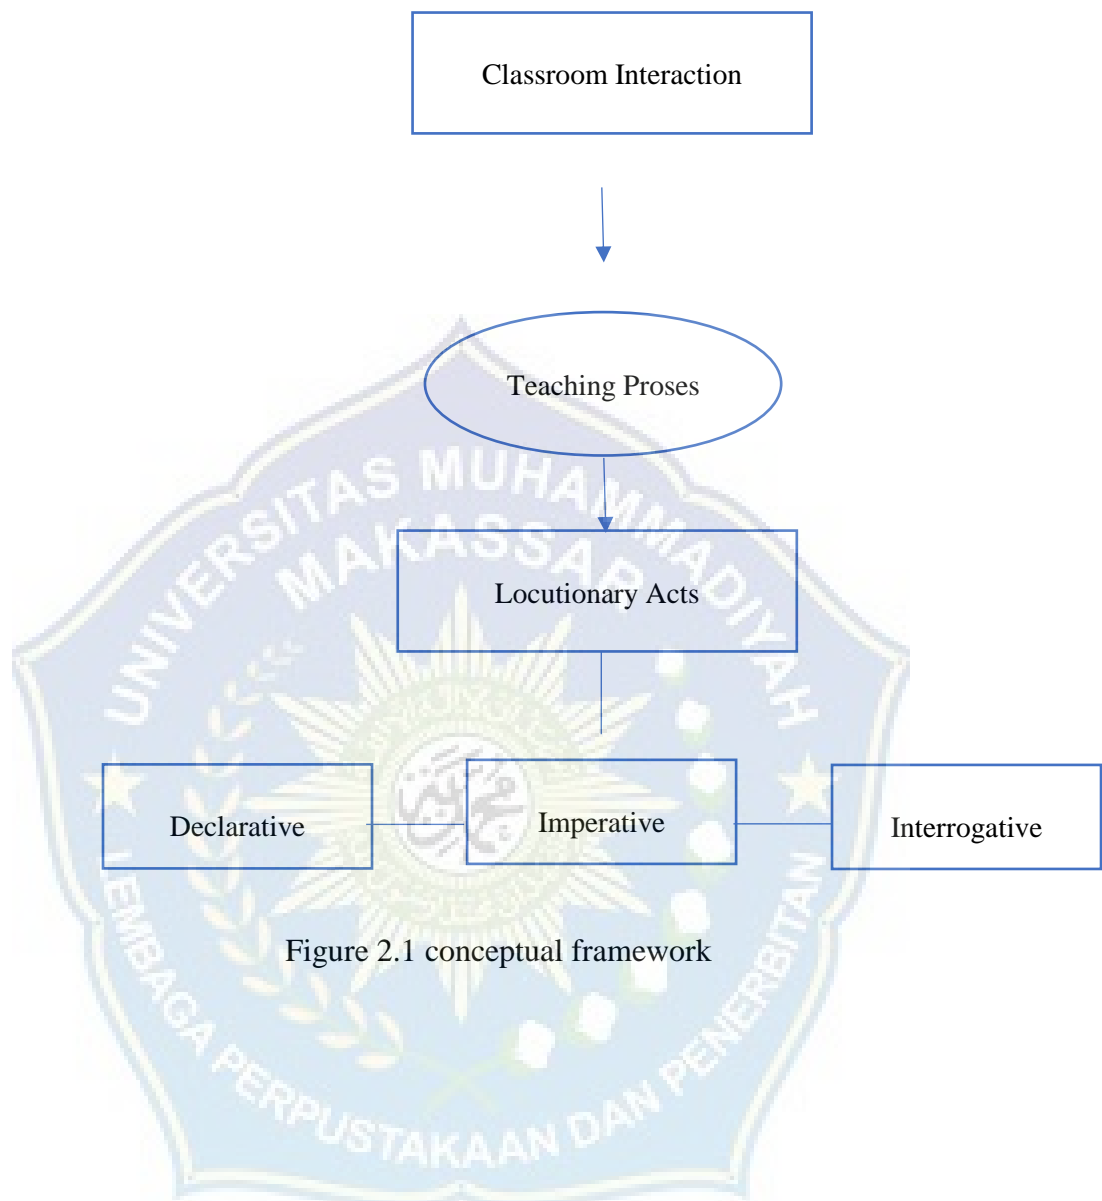 Classroom Interaction
Teaching Proses
UNIVERSITAS MUHAMMADIYAH
MAKASSAR
Locutionary Acts
Declarative
Imperative
Interrogative
Figure 2.1 conceptual framework
LEMBAGA PERPUSTAKAAN DAN PENERBITAN